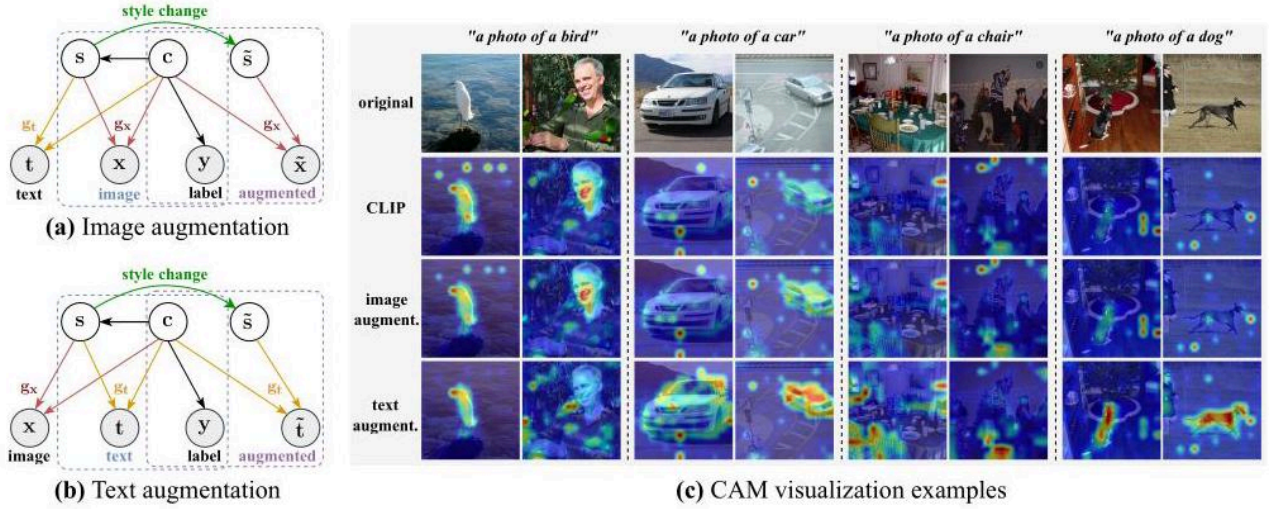 style change
s
c
s̃
g_t
g_x
g_x
t
x
y
x̃
text
image
label
augmented
(a) Image augmentation
style change
s
c
s̃
g_x
g_t
g_t
x
t
y
t̃
image
text
label
augmented
(b) Text augmentation
"a photo of a bird"
"a photo of a car"
"a photo of a chair"
"a photo of a dog"
original
CLIP
image
augment.
text
augment.
(c) CAM visualization examples